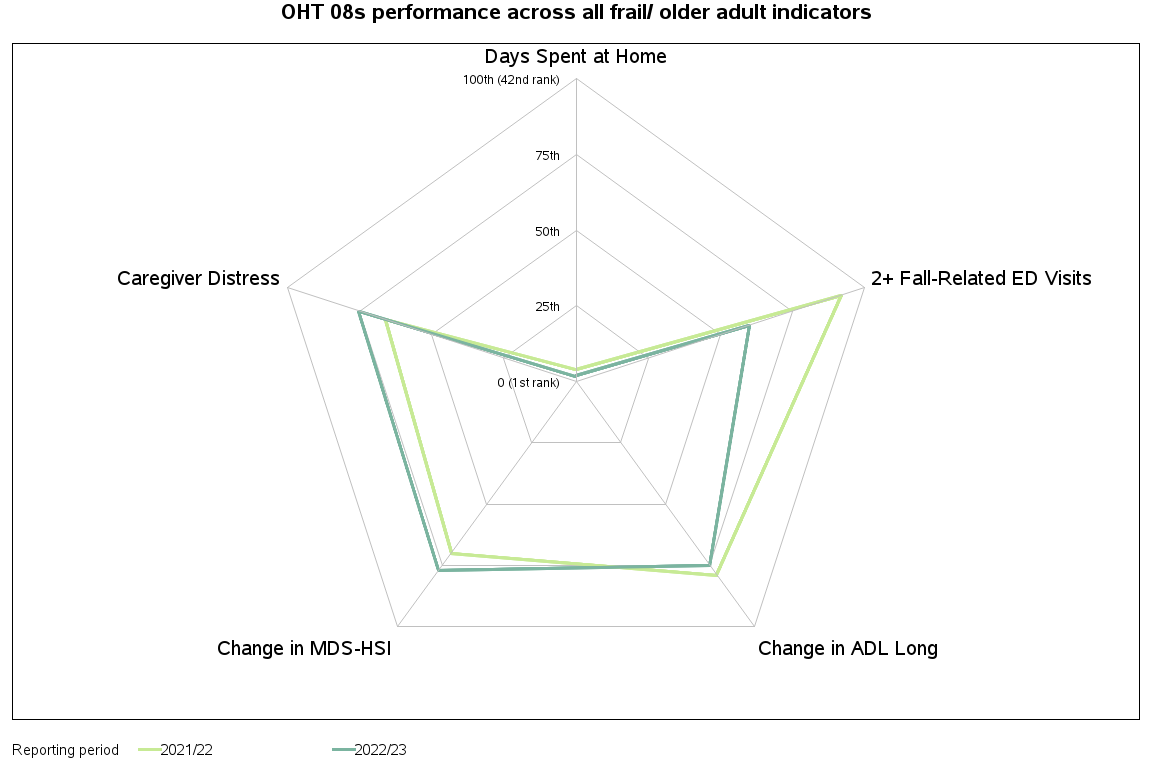 OHT 08s performance across all frail/ older adult indicators
Days Spent at Home
100th (42nd rank)
75th
50th
25th
0 (1st rank)
Caregiver Distress
2+ Fall-Related ED Visits
Change in MDS-HSI
Change in ADL Long
Reporting period 2021/22 2022/23